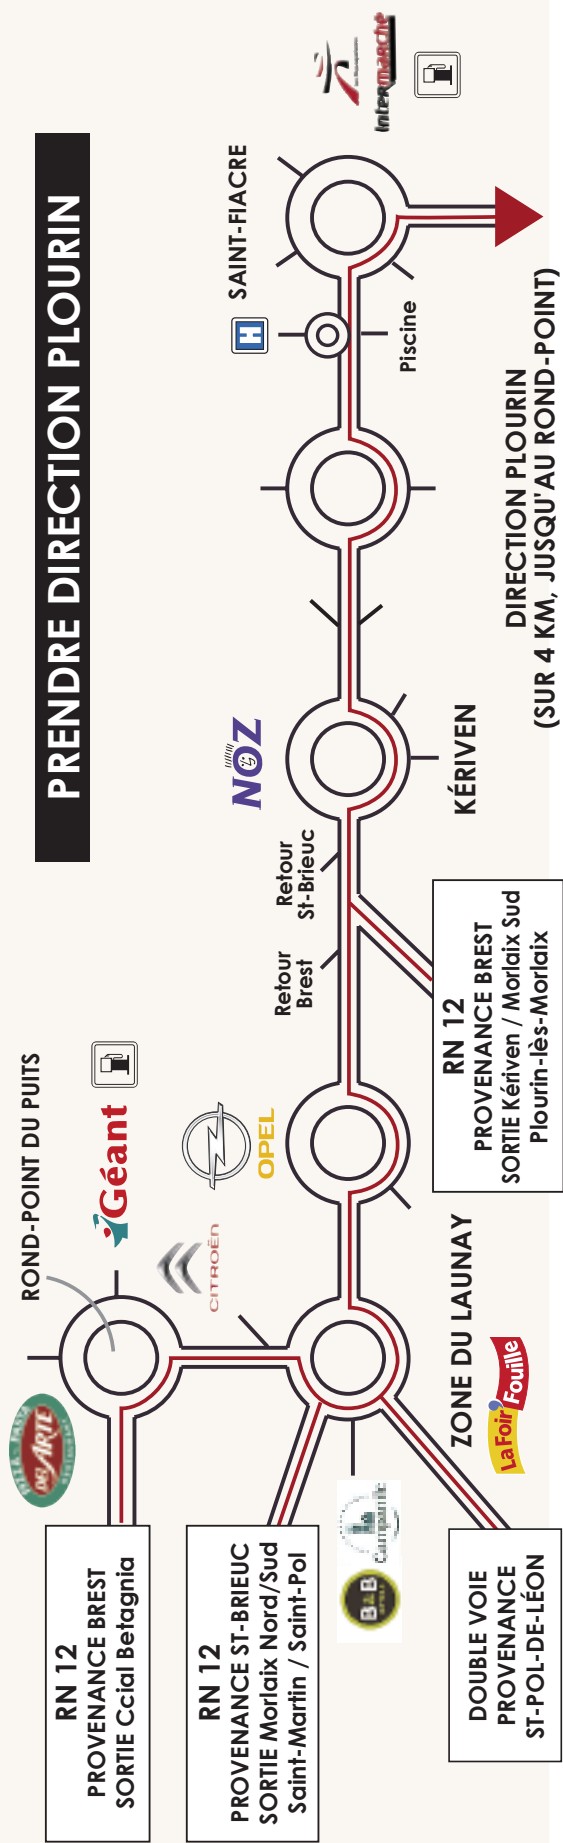 PRENDRE DIRECTION PLOURIN
ROND-POINT DU PUITS
Géant
DEL ARTE
CITROËN
OPEL
RN 12
PROVENANCE BREST
SORTIE Ccial Betagnia
RN 12
PROVENANCE ST-BRIEUC
SORTIE Morlaix Nord/Sud
Saint-Martin / Saint-Pol
B&B
HOTELS
la
Campanile
DOUBLE VOIE
PROVENANCE
ST-POL-DE-LÉON
ZONE DU LAUNAY
La Foir'
Fouille
Retour
Brest
Retour
St-Brieuc
RN 12
PROVENANCE BREST
SORTIE Kériven / Morlaix Sud
Plourin-lès-Morlaix
NOZ
KÉRIVEN
H
SAINT-FIACRE
Piscine
Intermarché
DIRECTION PLOURIN
(SUR 4 KM, JUSQU'AU ROND-POINT)